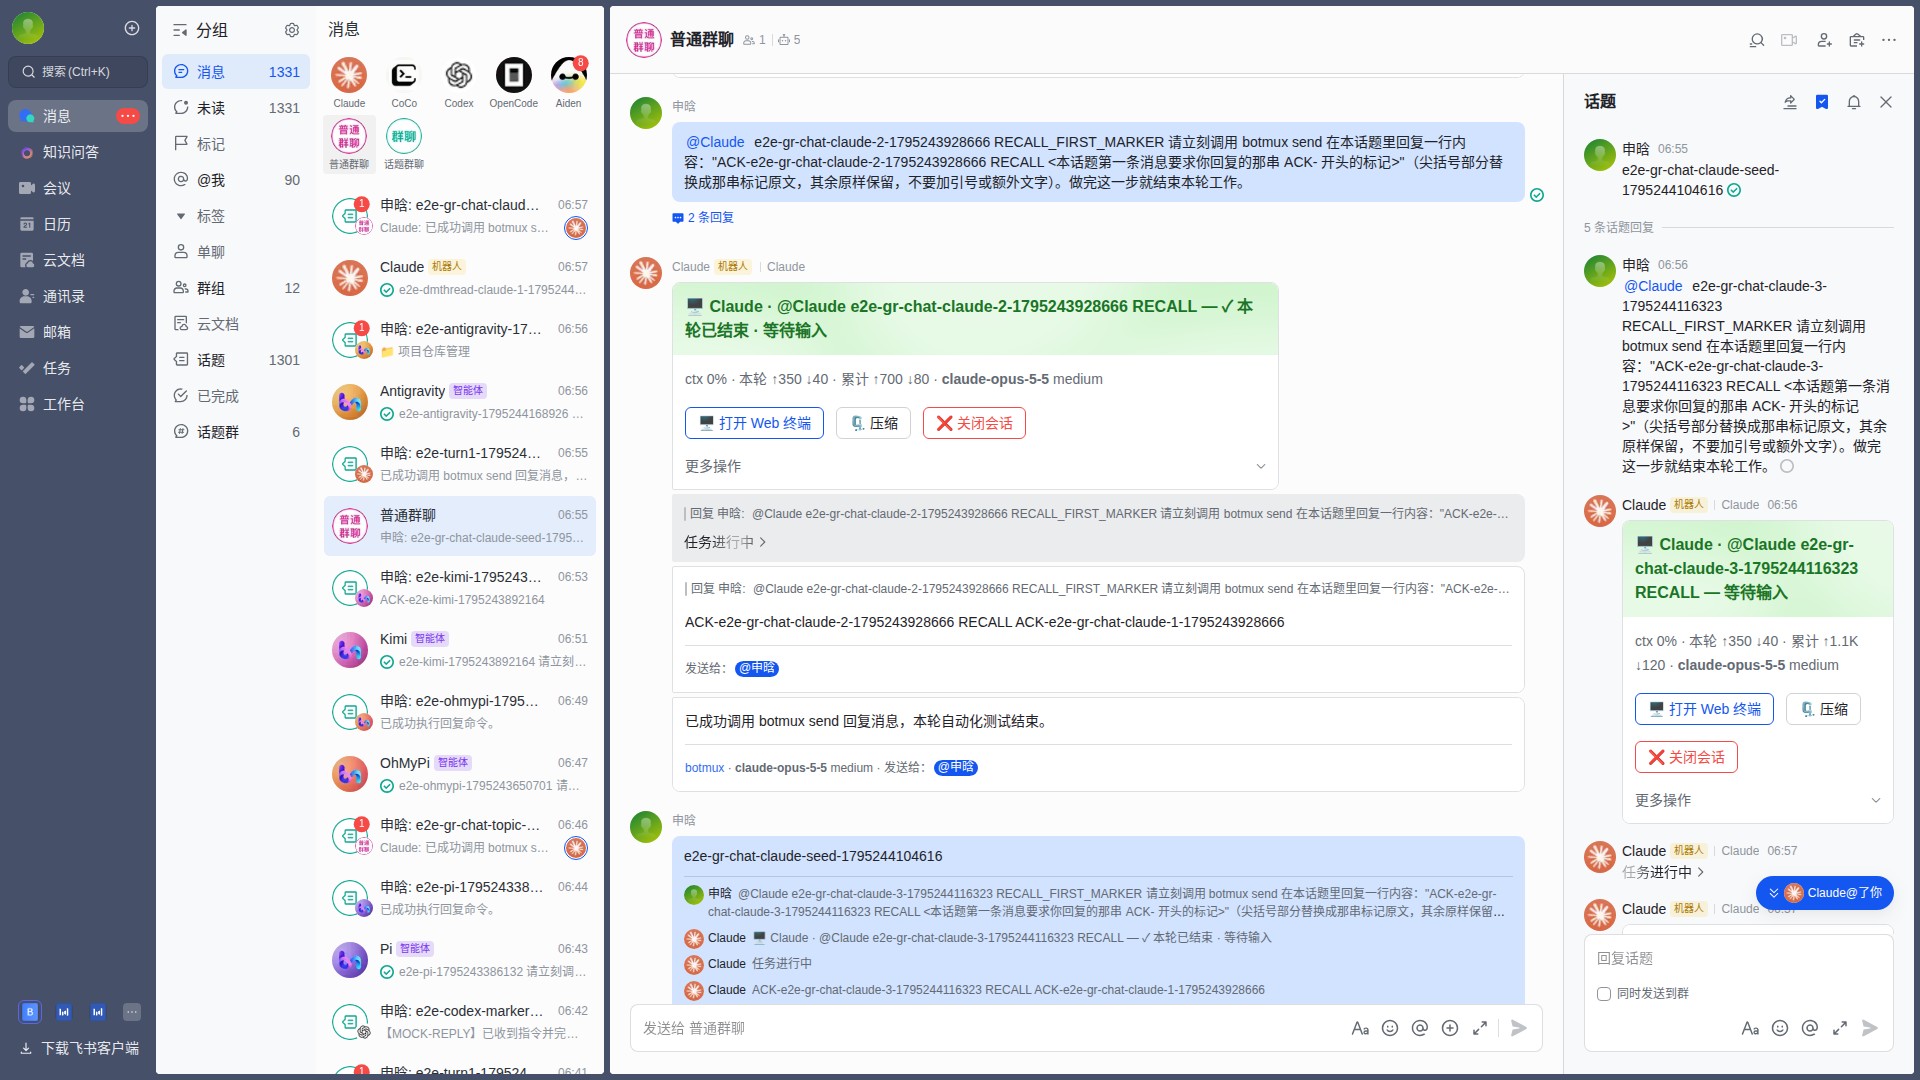 搜索 (Ctrl+K)
消息
知识问答
会议
日历
云文档
通讯录
邮箱
任务
工作台
下载飞书客户端
分组
消息 1331
未读 1331
标记
@我 90
标签
单聊
群组 12
云文档
话题 1301
已完成
话题群 6
消息
8
Claude CoCo Codex OpenCode Aiden
普通群聊
普通群聊
群聊
话题群聊
1
申晗: e2e-gr-chat-claud… 06:57
Claude: 已成功调用 botmux s…
Claude 机器人 06:57
e2e-dmthread-claude-1-1795244…
1
申晗: e2e-antigravity-17… 06:56
📁 项目仓库管理
Antigravity 智能体 06:56
e2e-antigravity-1795244168926 …
申晗: e2e-turn1-179524… 06:55
已成功调用 botmux send 回复消息，…
普通群聊
普通群聊 06:55
申晗: e2e-gr-chat-claude-seed-1795…
申晗: e2e-kimi-1795243… 06:53
ACK-e2e-kimi-1795243892164
Kimi 智能体 06:51
e2e-kimi-1795243892164 请立刻…
申晗: e2e-ohmypi-1795… 06:49
已成功执行回复命令。
OhMyPi 智能体 06:47
e2e-ohmypi-1795243650701 请…
1
申晗: e2e-gr-chat-topic-… 06:46
Claude: 已成功调用 botmux s…
申晗: e2e-pi-179524338… 06:44
已成功执行回复命令。
Pi 智能体 06:43
e2e-pi-1795243386132 请立刻调…
申晗: e2e-codex-marker… 06:42
【MOCK-REPLY】已收到指令并完…
1
申晗: e2e-turn1-179524… 06:41
普通群聊
普通群聊 1 5
申晗
@Claude e2e-gr-chat-claude-2-1795243928666 RECALL_FIRST_MARKER 请立刻调用 botmux send 在本话题里回复一行内
容："ACK-e2e-gr-chat-claude-2-1795243928666 RECALL <本话题第一条消息要求你回复的那串 ACK- 开头的标记>"（尖括号部分替
换成那串标记原文，其余原样保留，不要加引号或额外文字）。做完这一步就结束本轮工作。
2 条回复
Claude 机器人 Claude
🖥️ Claude · @Claude e2e-gr-chat-claude-2-1795243928666 RECALL — ✓ 本
轮已结束 · 等待输入
ctx 0% · 本轮 ↑350 ↓40 · 累计 ↑700 ↓80 · claude-opus-5-5 medium
🖥️ 打开 Web 终端 🗜️ 压缩 ❌ 关闭会话
更多操作
回复 申晗: @Claude e2e-gr-chat-claude-2-1795243928666 RECALL_FIRST_MARKER 请立刻调用 botmux send 在本话题里回复一行内容："ACK-e2e-…
任务进行中
回复 申晗: @Claude e2e-gr-chat-claude-2-1795243928666 RECALL_FIRST_MARKER 请立刻调用 botmux send 在本话题里回复一行内容："ACK-e2e-…
ACK-e2e-gr-chat-claude-2-1795243928666 RECALL ACK-e2e-gr-chat-claude-1-1795243928666
发送给：@申晗
已成功调用 botmux send 回复消息，本轮自动化测试结束。
botmux · claude-opus-5-5 medium · 发送给：@申晗
申晗
e2e-gr-chat-claude-seed-1795244104616
申晗 @Claude e2e-gr-chat-claude-3-1795244116323 RECALL_FIRST_MARKER 请立刻调用 botmux send 在本话题里回复一行内容："ACK-e2e-gr-
chat-claude-3-1795244116323 RECALL <本话题第一条消息要求你回复的那串 ACK- 开头的标记>"（尖括号部分替换成那串标记原文，其余原样保留…
Claude 🖥️ Claude · @Claude e2e-gr-chat-claude-3-1795244116323 RECALL — ✓ 本轮已结束 · 等待输入
Claude 任务进行中
Claude ACK-e2e-gr-chat-claude-3-1795244116323 RECALL ACK-e2e-gr-chat-claude-1-1795243928666
发送给 普通群聊
话题
申晗 06:55
e2e-gr-chat-claude-seed-
1795244104616
5 条话题回复
申晗 06:56
@Claude e2e-gr-chat-claude-3-
1795244116323
RECALL_FIRST_MARKER 请立刻调用
botmux send 在本话题里回复一行内
容："ACK-e2e-gr-chat-claude-3-
1795244116323 RECALL <本话题第一条消
息要求你回复的那串 ACK- 开头的标记
>"（尖括号部分替换成那串标记原文，其余
原样保留，不要加引号或额外文字）。做完
这一步就结束本轮工作。
Claude 机器人 Claude 06:56
🖥️ Claude · @Claude e2e-gr-
chat-claude-3-1795244116323
RECALL — 等待输入
ctx 0% · 本轮 ↑350 ↓40 · 累计 ↑1.1K
↓120 · claude-opus-5-5 medium
🖥️ 打开 Web 终端 🗜️ 压缩
❌ 关闭会话
更多操作
Claude 机器人 Claude 06:57
任务进行中
Claude@了你
Claude 机器人 Claude 06:57
回复话题
同时发送到群